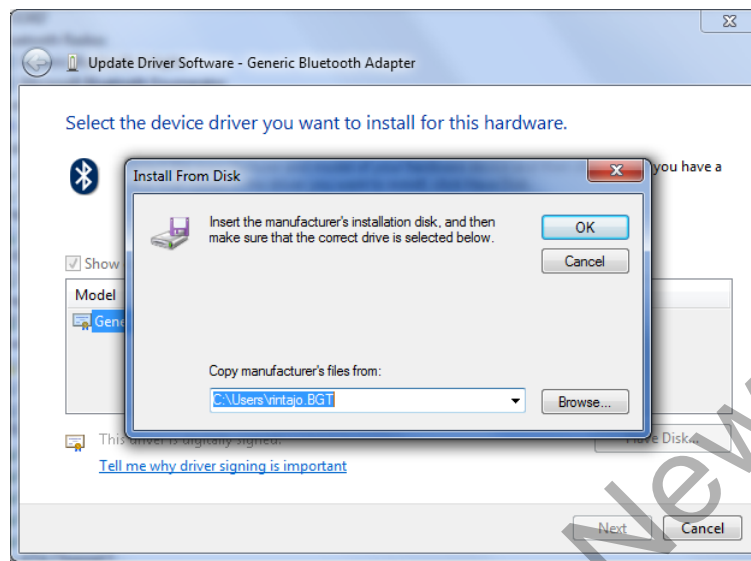 Update Driver Software - Generic Bluetooth Adapter
Select the device driver you want to install for this hardware.
you have a
Install From Disk
Insert the manufacturer's installation disk, and then
make sure that the correct drive is selected below.
OK
Cancel
Show
Model
Gene
Copy manufacturer's files from:
C:\Users\rintajo.BGT
Browse...
This driver is digitally signed.
Have Disk...
Tell me why driver signing is important
Next
Cancel
New